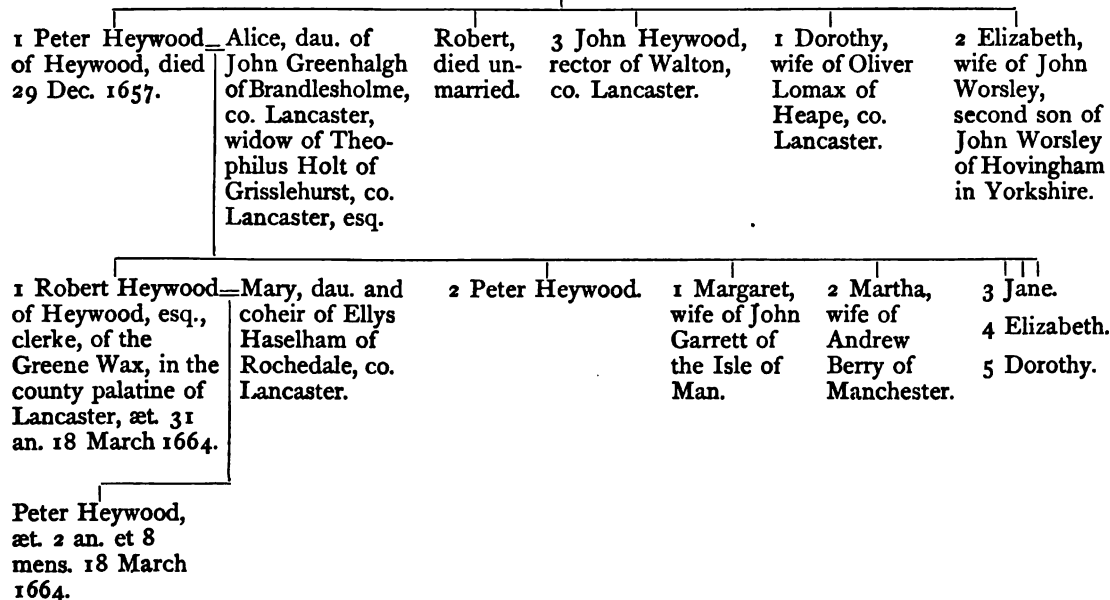 1 Peter Heywood
of Heywood, died
29 Dec. 1657.
Alice, dau. of
John Greenhalgh
of Brandlesholme,
co. Lancaster,
widow of Theo-
philus Holt of
Grisslehurst, co.
Lancaster, esq.
Robert,
died un-
married.
3 John Heywood,
rector of Walton,
co. Lancaster.
1 Dorothy,
wife of Oliver
Lomax of
Heape, co.
Lancaster.
2 Elizabeth,
wife of John
Worsley,
second son of
John Worsley
of Hovingham
in Yorkshire.
1 Robert Heywood
of Heywood, esq.,
clerke, of the
Greene Wax, in the
county palatine of
Lancaster, æt. 31
an. 18 March 1664.
Mary, dau. and
coheir of Ellys
Haselham of
Rochedale, co.
Lancaster.
2 Peter Heywood.
1 Margaret,
wife of John
Garrett of
the Isle of
Man.
2 Martha,
wife of
Andrew
Berry of
Manchester.
3 Jane.
4 Elizabeth.
5 Dorothy.
Peter Heywood,
æt. 2 an. et 8
mens. 18 March
1664.